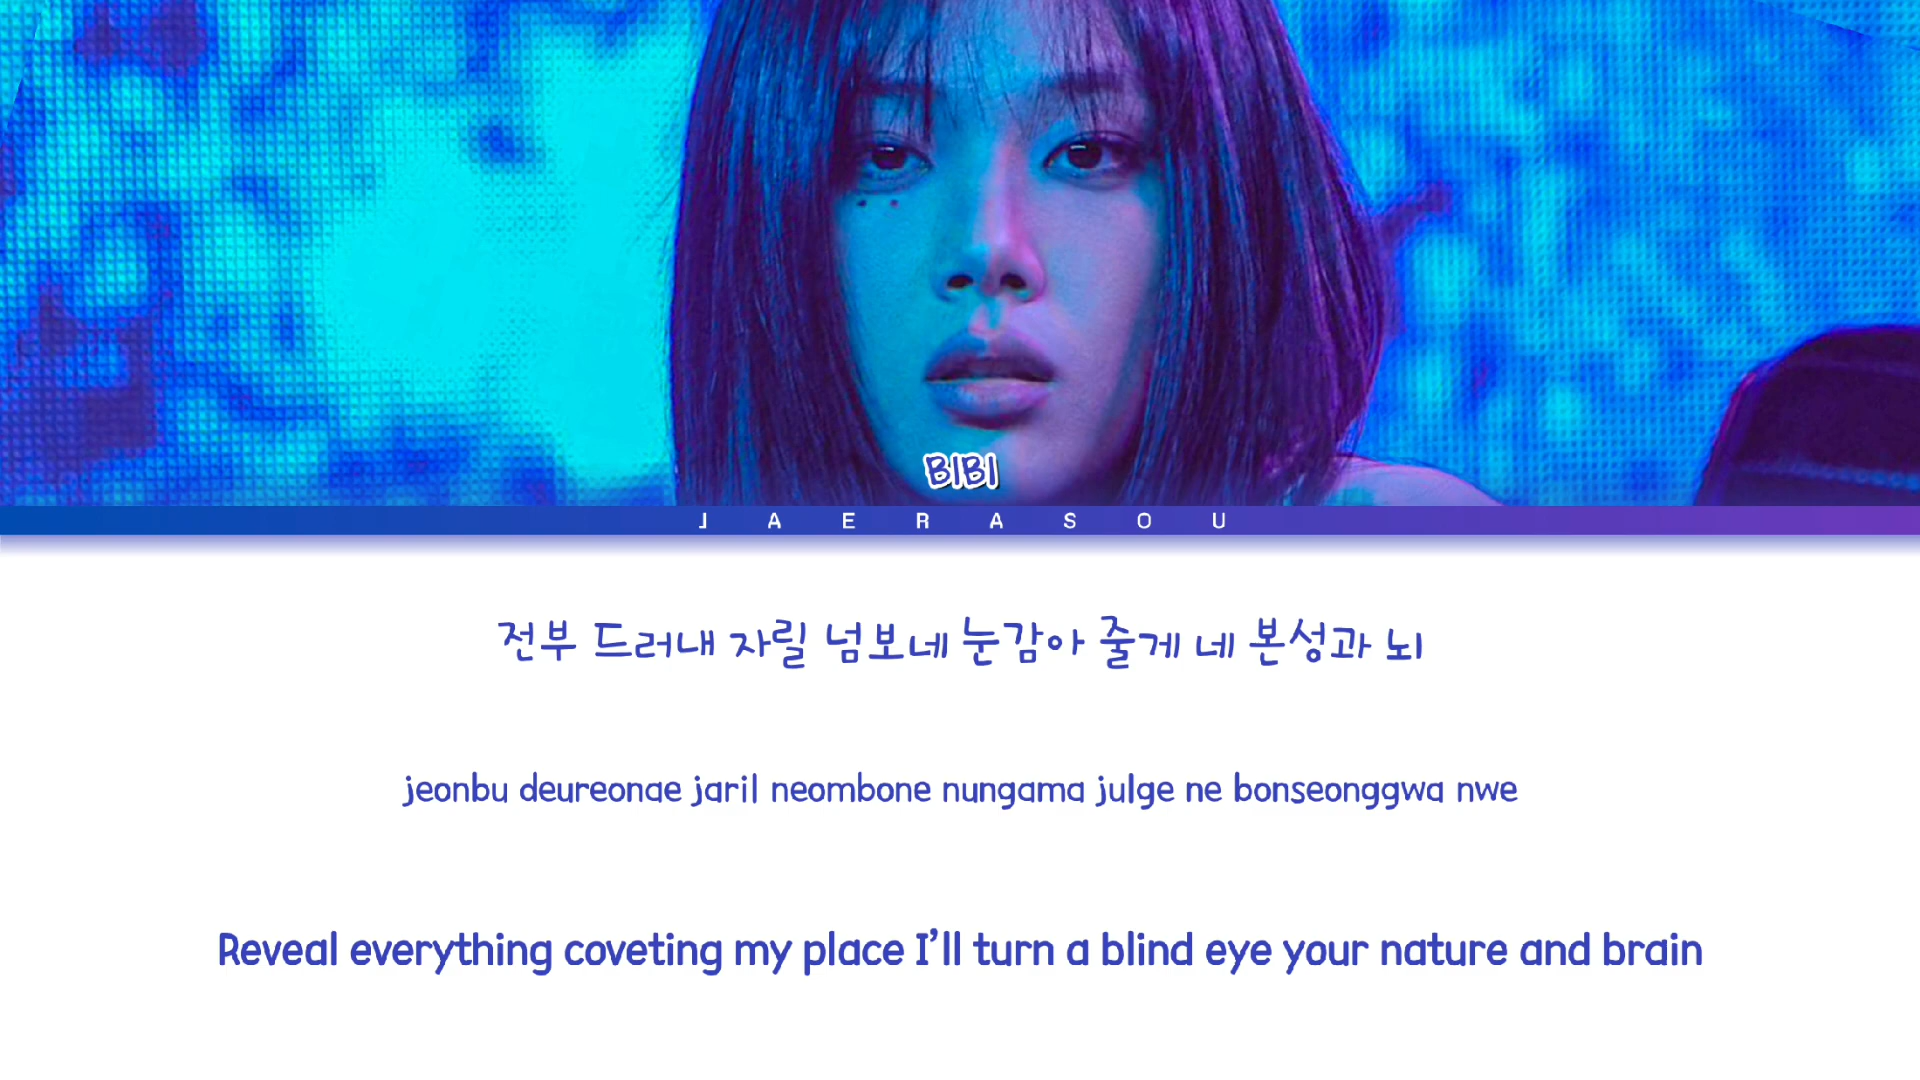 BIBI
JAERASOU
전부 드러내 자릴 넘보네 눈감아 줄게 네 본성과 뇌
jeonbu deureonae jaril neombone nungama julge ne bonseonggwa nwe
Reveal everything coveting my place I'll turn a blind eye your nature and brain